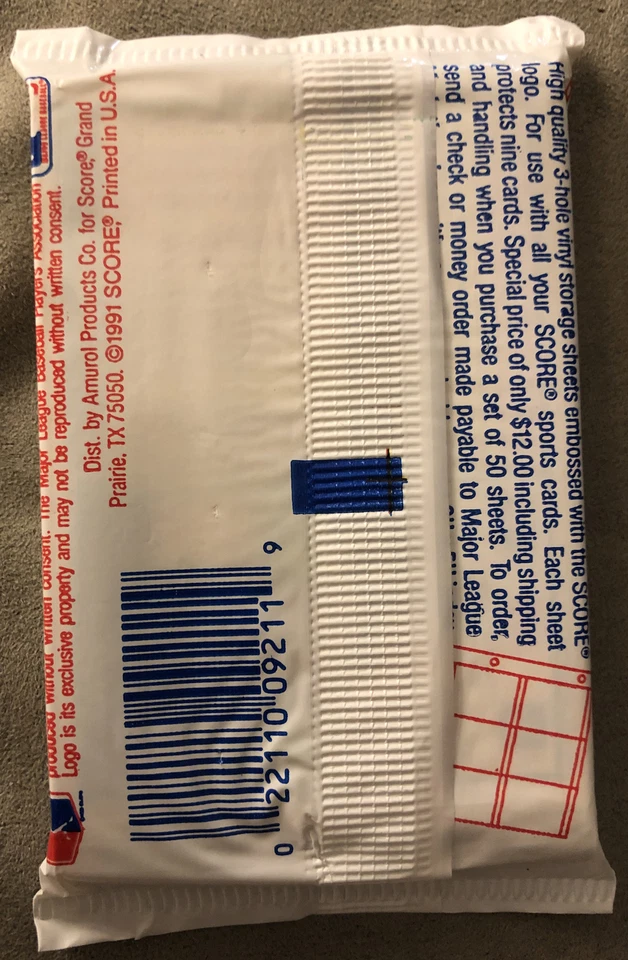 High quality 3-hole vinyl storage sheets embossed with the SCORE®
logo. For use with all your SCORE® sports cards. Each sheet
protects nine cards. Special price of only $12.00 including shipping
and handling when you purchase a set of 50 sheets. To order,
send a check or money order made payable to Major League
produced without written consent. The Major League Baseball Players Association
Logo is its exclusive property and may not be reproduced without written consent.
Dist. by Amurol Products Co. for Score,® Grand
Prairie, TX 75050. ©1991 SCORE,® Printed in U.S.A.
0 22110 09211 9